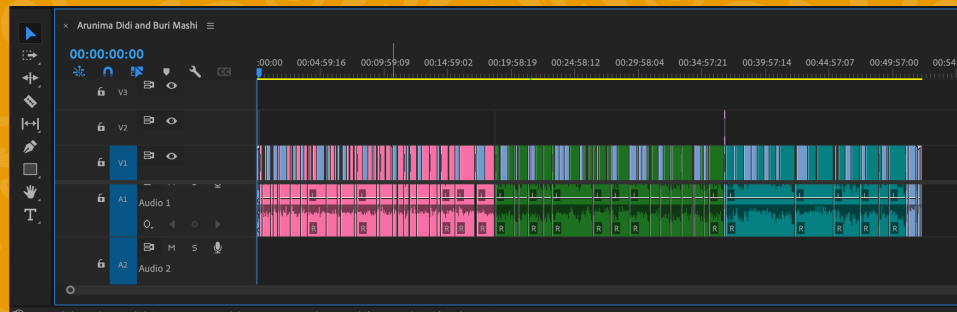 × Arunima Didi and Buri Mashi ≡
00:00:00:00
:00:00 00:04:59:16 00:09:59:09 00:14:59:02 00:19:58:19 00:24:58:12 00:29:58:04 00:34:57:21 00:39:57:14 00:44:57:07 00:49:57:00 00:54
CC
V3
V2
V1
A1 Audio 1
M S
A2 Audio 2
T
L L L L L L L L L L L L L L L L
R R R R R R R R R R R R R R R R